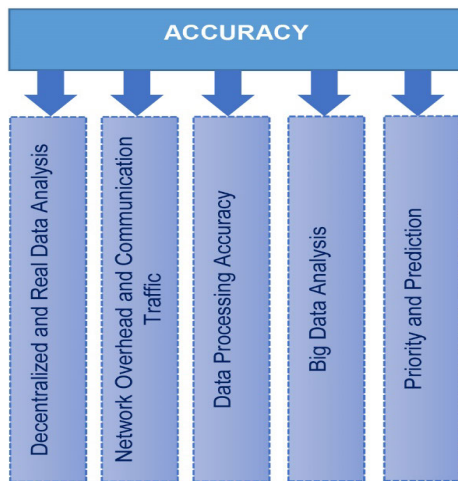 ACCURACY
Decentralized and Real Data Analysis
Network Overhead and Communication
Traffic
Data Processing Accuracy
Big Data Analysis
Priority and Prediction